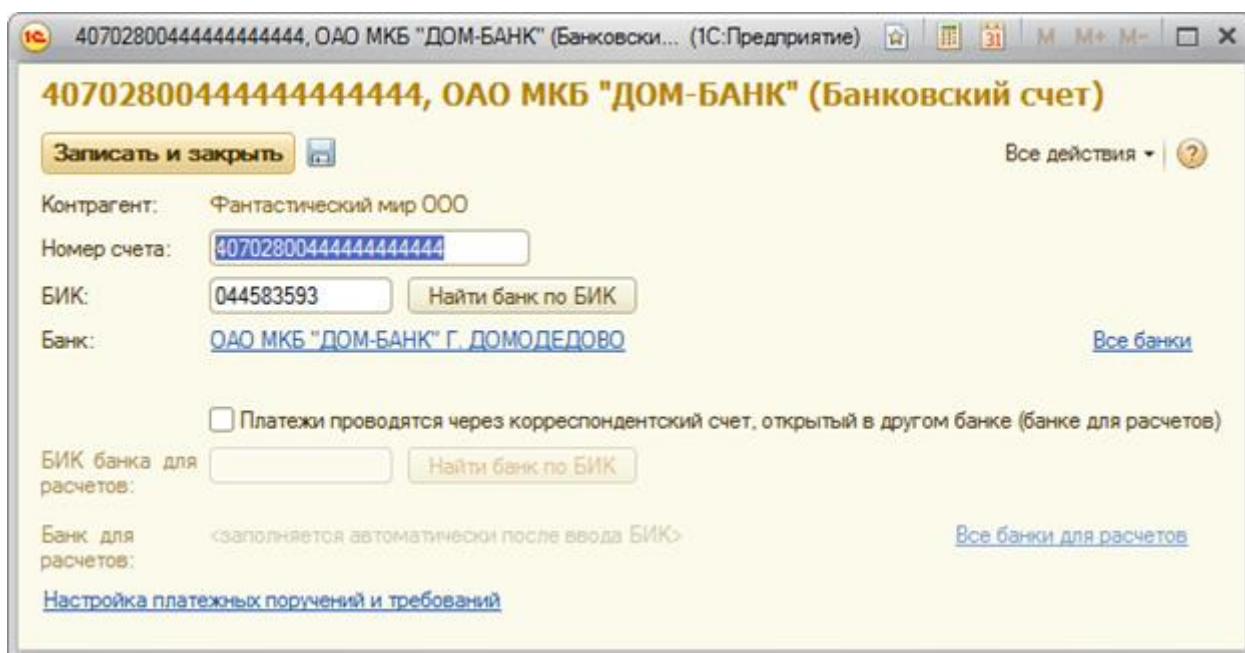 1С 40702800444444444444, ОАО МКБ "ДОМ-БАНК" (Банковски... (1С:Предприятие) 31 M M+ M-
40702800444444444444, ОАО МКБ "ДОМ-БАНК" (Банковский счет)
Записать и закрыть Все действия ?
Контрагент: Фантастический мир ООО
Номер счета: 40702800444444444444
БИК: 044583593 Найти банк по БИК
Банк: ОАО МКБ "ДОМ-БАНК" Г. ДОМОДЕДОВО Все банки
Платежи проводятся через корреспондентский счет, открытый в другом банке (банке для расчетов)
БИК банка для Найти банк по БИК
расчетов:
Банк для <заполняется автоматически после ввода БИК> Все банки для расчетов
расчетов:
Настройка платежных поручений и требований